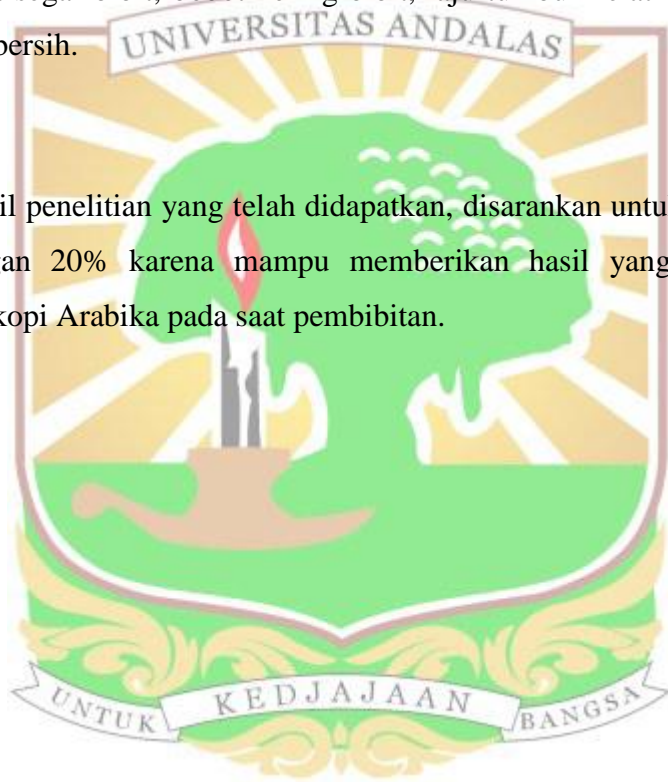 bersih.
UNIVERSITAS ANDALAS
il penelitian yang telah didapatkan, disarankan untu
gan 20% karena mampu memberikan hasil yang
kopi Arabika pada saat pembibitan.
UNTUK KEDJAJAAN BANGSA